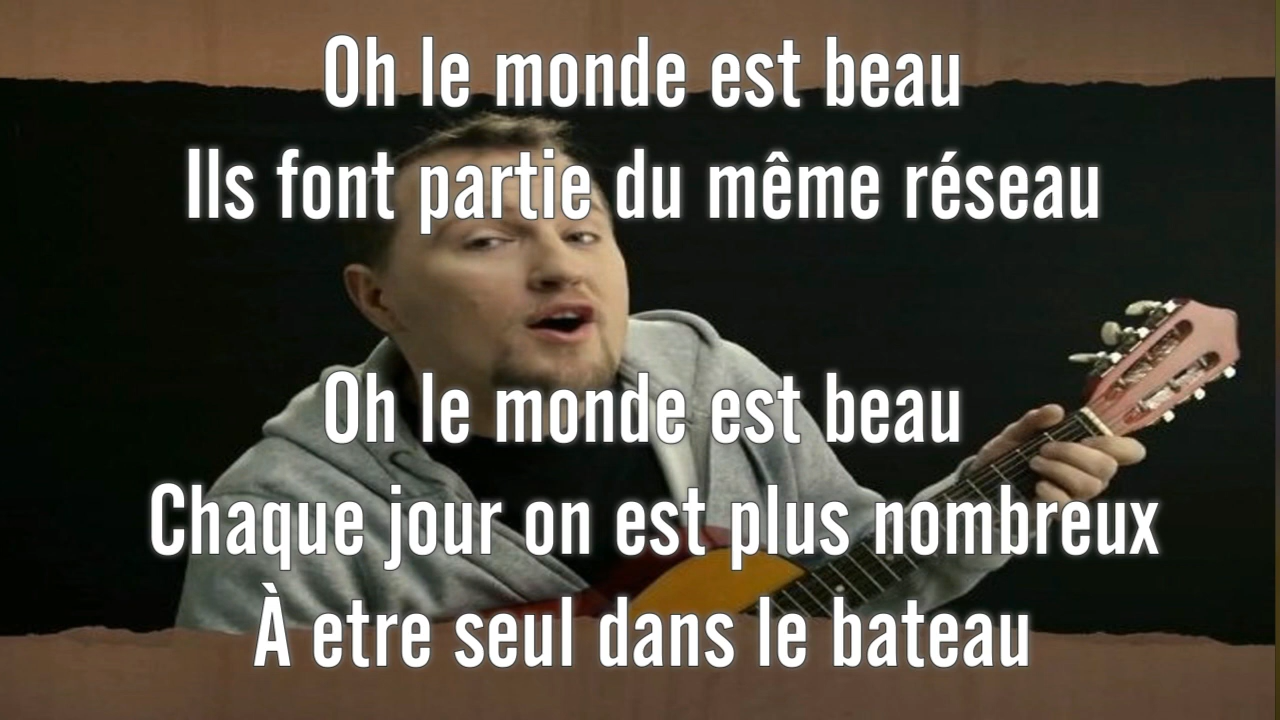 Oh le monde est beau
Ils font partie du même réseau
Oh le monde est beau
Chaque jour on est plus nombreux
À etre seul dans le bateau